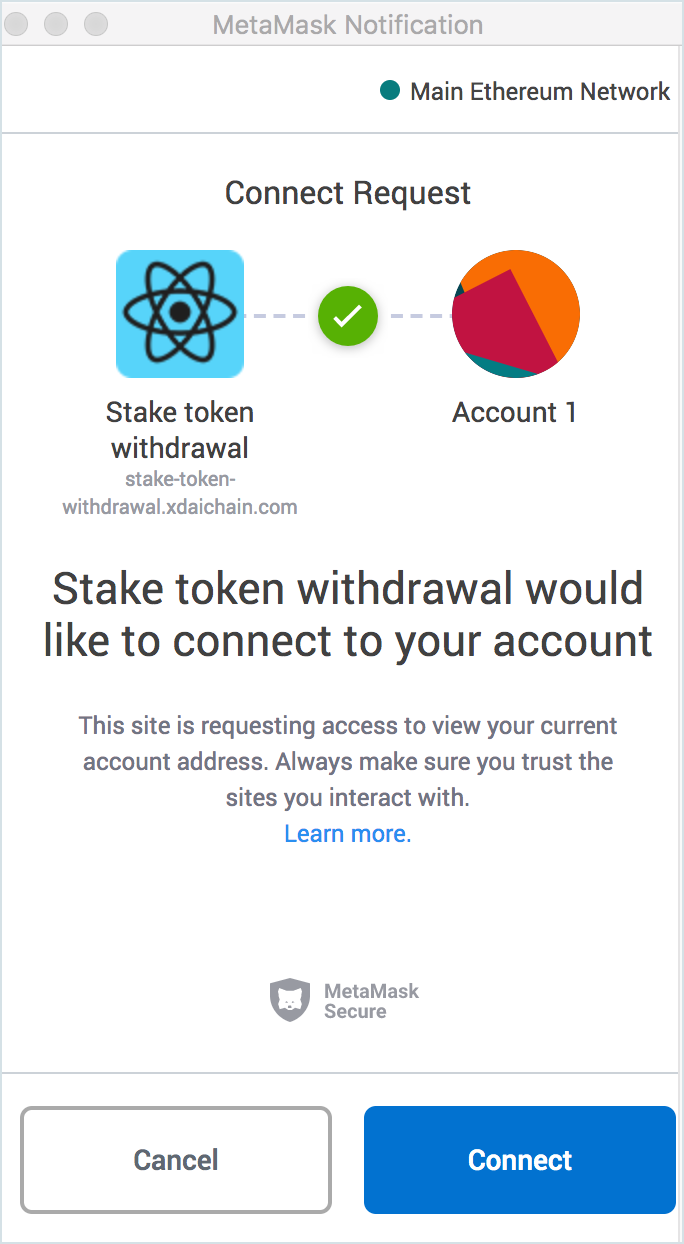 MetaMask Notification
Main Ethereum Network
Connect Request
Stake token
withdrawal
stake-token-
withdrawal.xdaichain.com
Account 1
Stake token withdrawal would
like to connect to your account
This site is requesting access to view your current
account address. Always make sure you trust the
sites you interact with.
Learn more.
MetaMask
Secure
Cancel
Connect